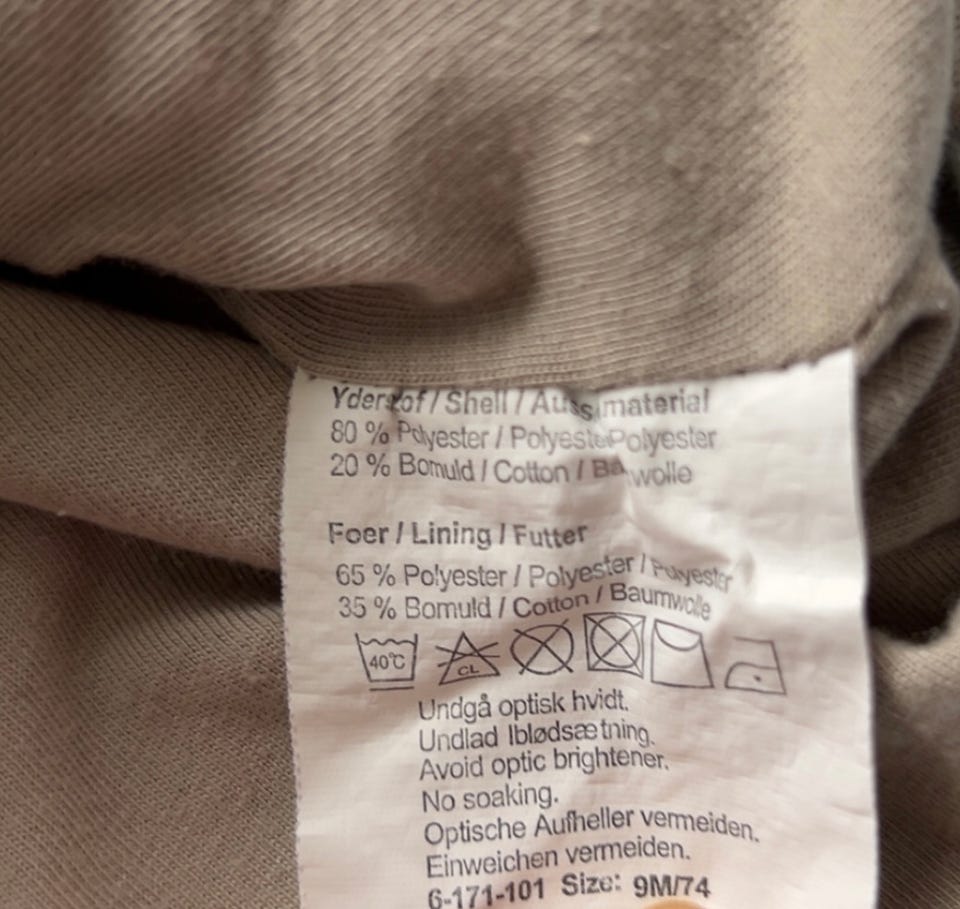 Yderstof / Shell / Aussmaterial
80 % Polyester / Polyester Polyester
20 % Bomuld / Cotton / Ba wolle
Foer / Lining / Futter
65 % Polyester / Polyester / Polyester
35 % Bomuld / Cotton / Baumwolle
40°C CL
Undgå optisk hvidt.
Undlad Iblødsætning.
Avoid optic brightener.
No soaking.
Optische Aufheller vermeiden.
Einweichen vermeiden.
6-171-101 Size: 9M/74